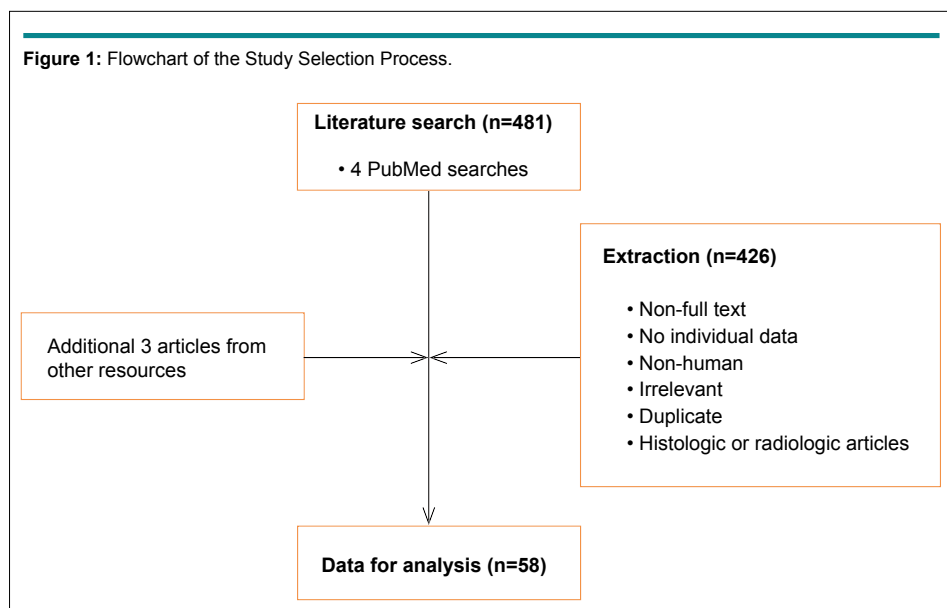 Figure 1: Flowchart of the Study Selection Process.
Literature search (n=481)
• 4 PubMed searches
Extraction (n=426)
• Non-full text
• No individual data
• Non-human
• Irrelevant
• Duplicate
• Histologic or radiologic articles
Additional 3 articles from
other resources
Data for analysis (n=58)